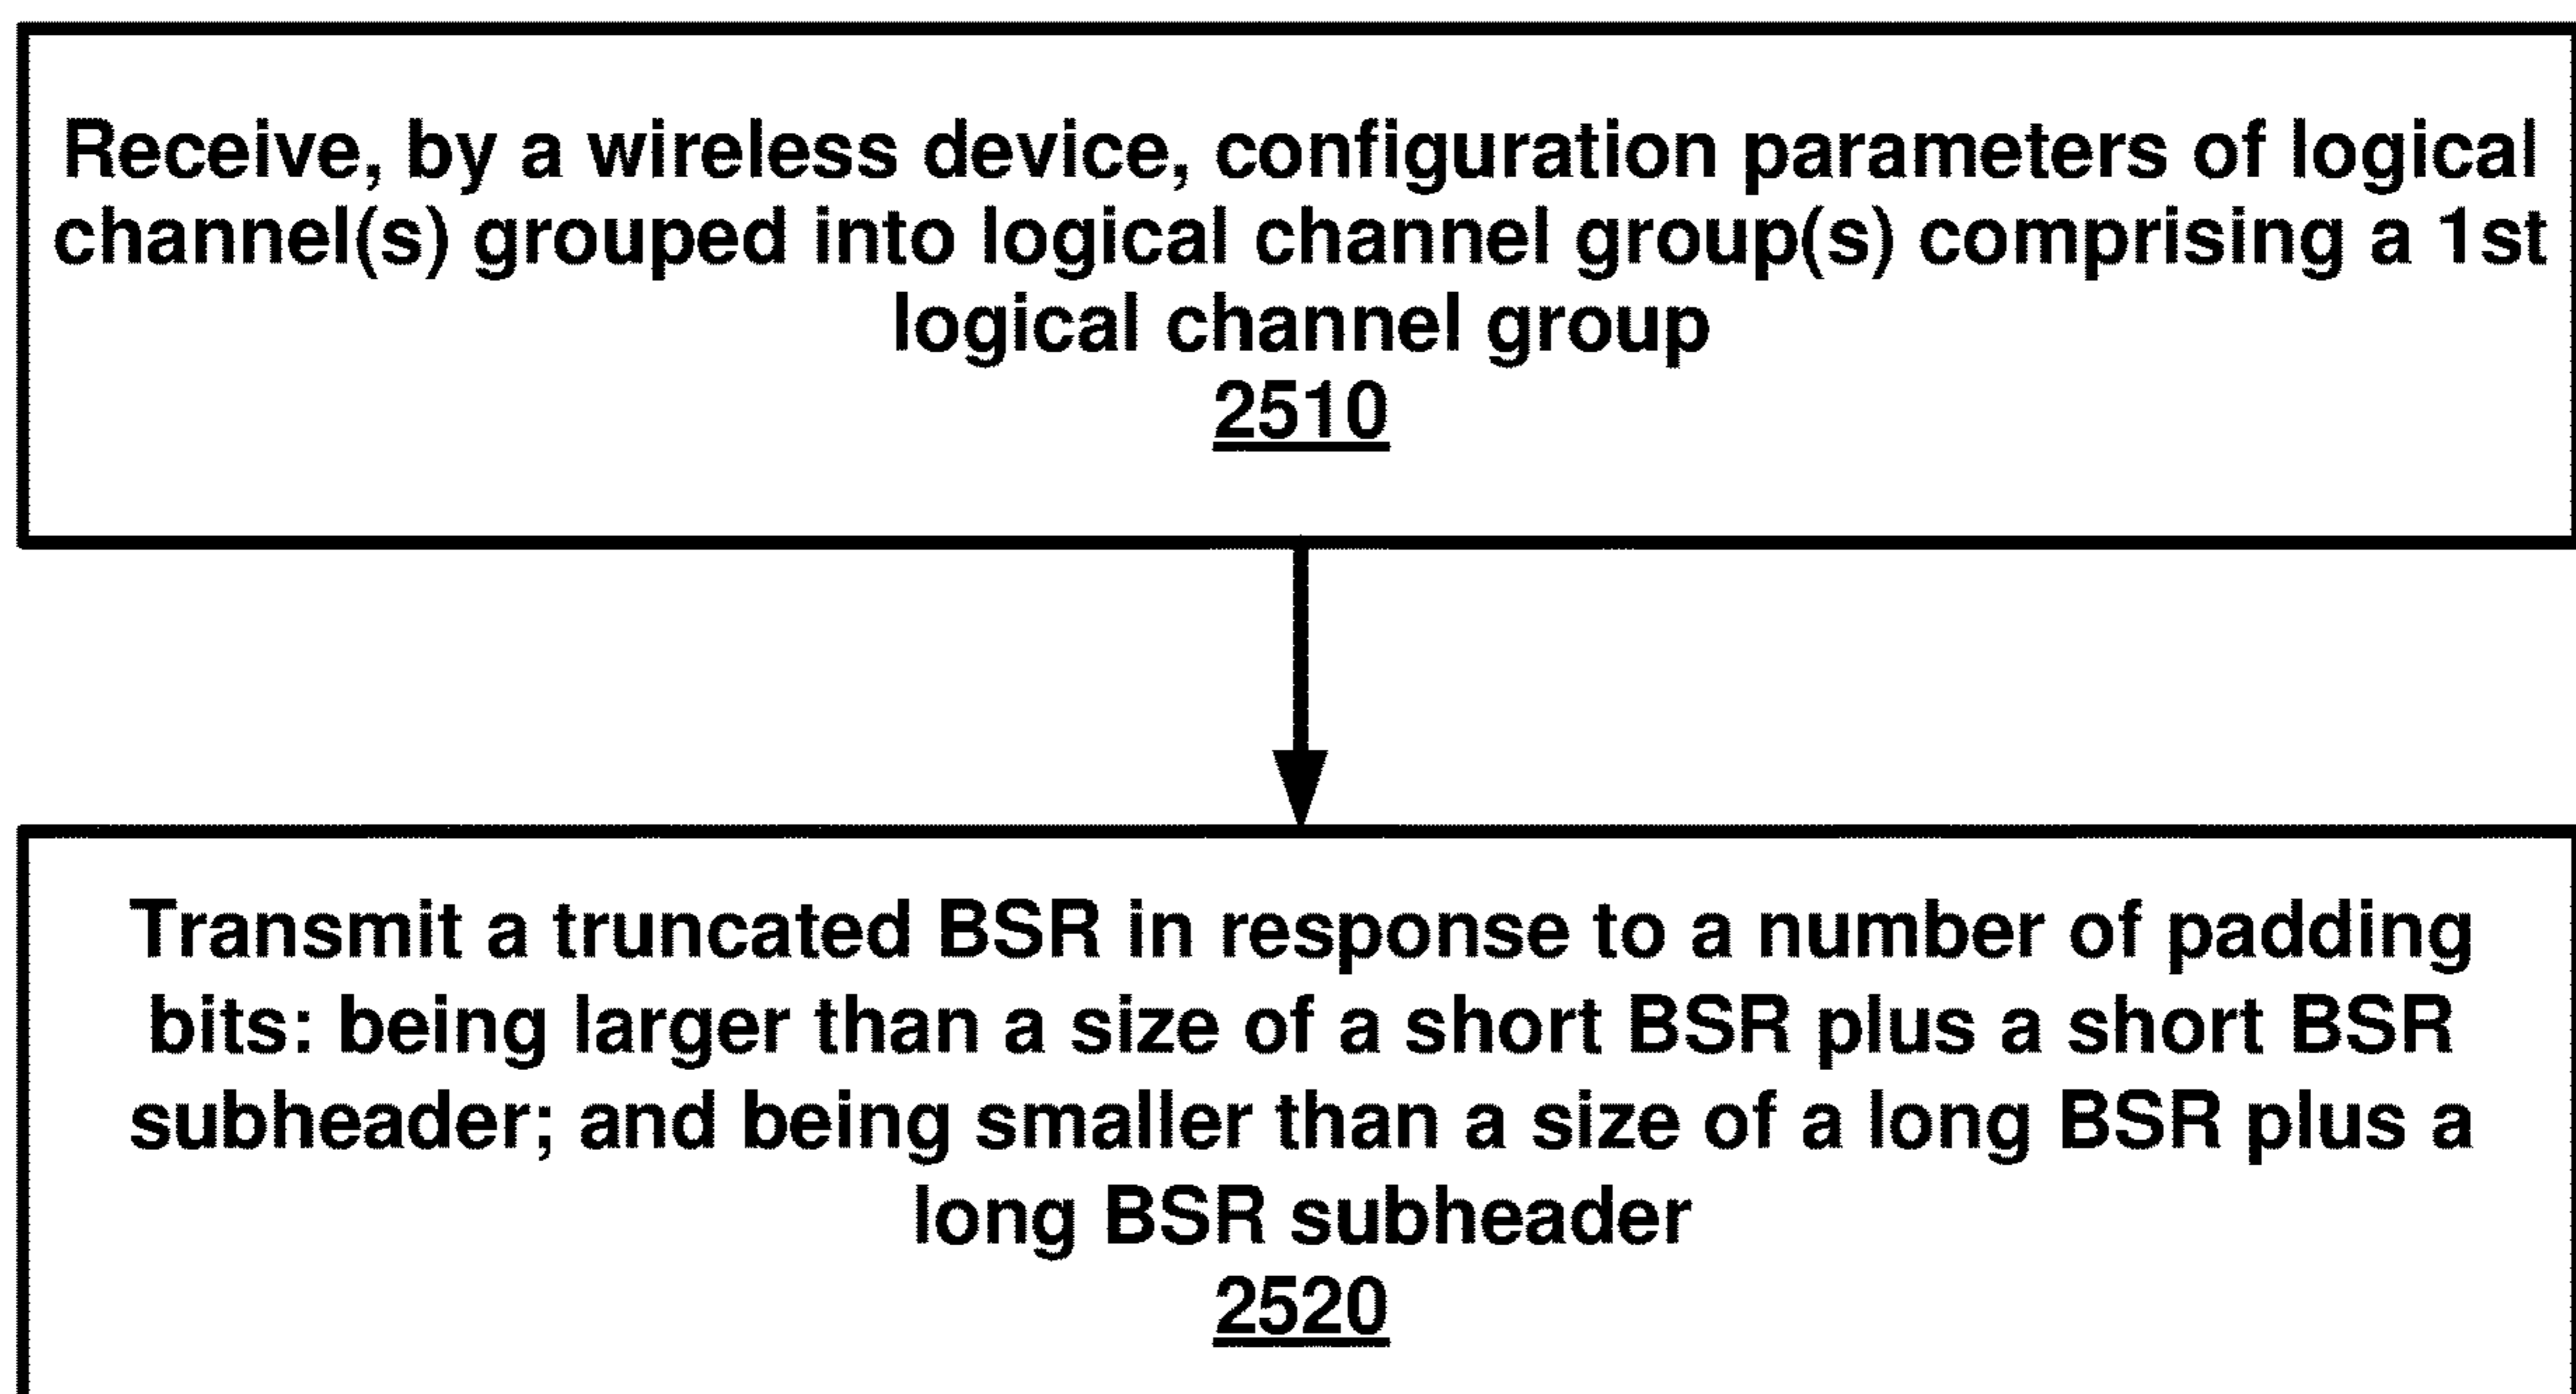 Receive, by a wireless device, configuration parameters of logical
channel(s) grouped into logical channel group(s) comprising a 1st
logical channel group
2510
Transmit a truncated BSR in response to a number of padding
bits: being larger than a size of a short BSR plus a short BSR
subheader; and being smaller than a size of a long BSR plus a
long BSR subheader
2520